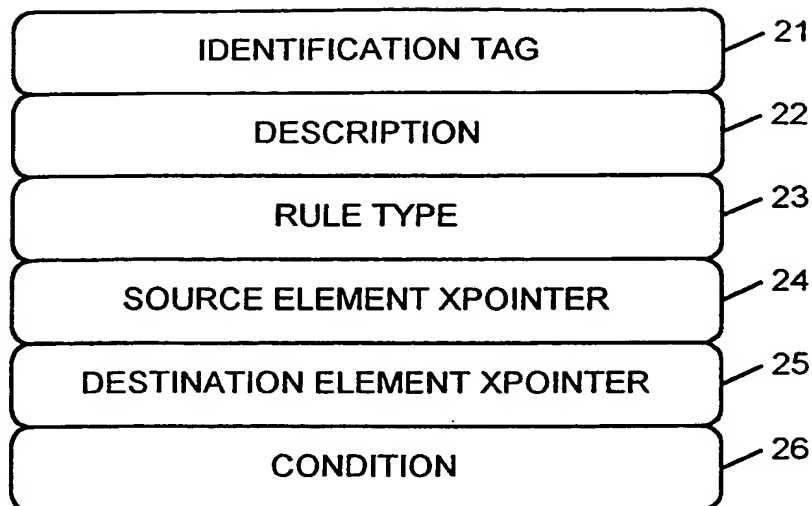 IDENTIFICATION TAG 21
DESCRIPTION 22
RULE TYPE 23
SOURCE ELEMENT XPOINTER 24
DESTINATION ELEMENT XPOINTER 25
CONDITION 26